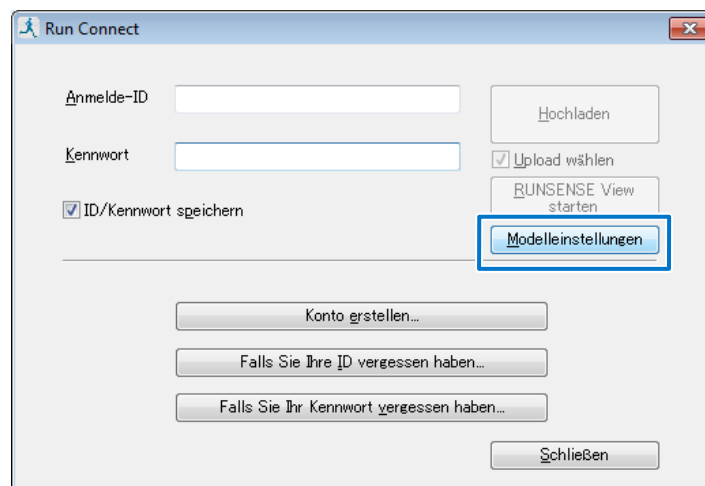 Run Connect
Anmelde-ID
Hochladen
Kennwort
Upload wählen
ID/Kennwort speichern
RUNSENSE View
starten
Modelleinstellungen
Konto erstellen...
Falls Sie Ihre ID vergessen haben...
Falls Sie Ihr Kennwort vergessen haben...
Schließen